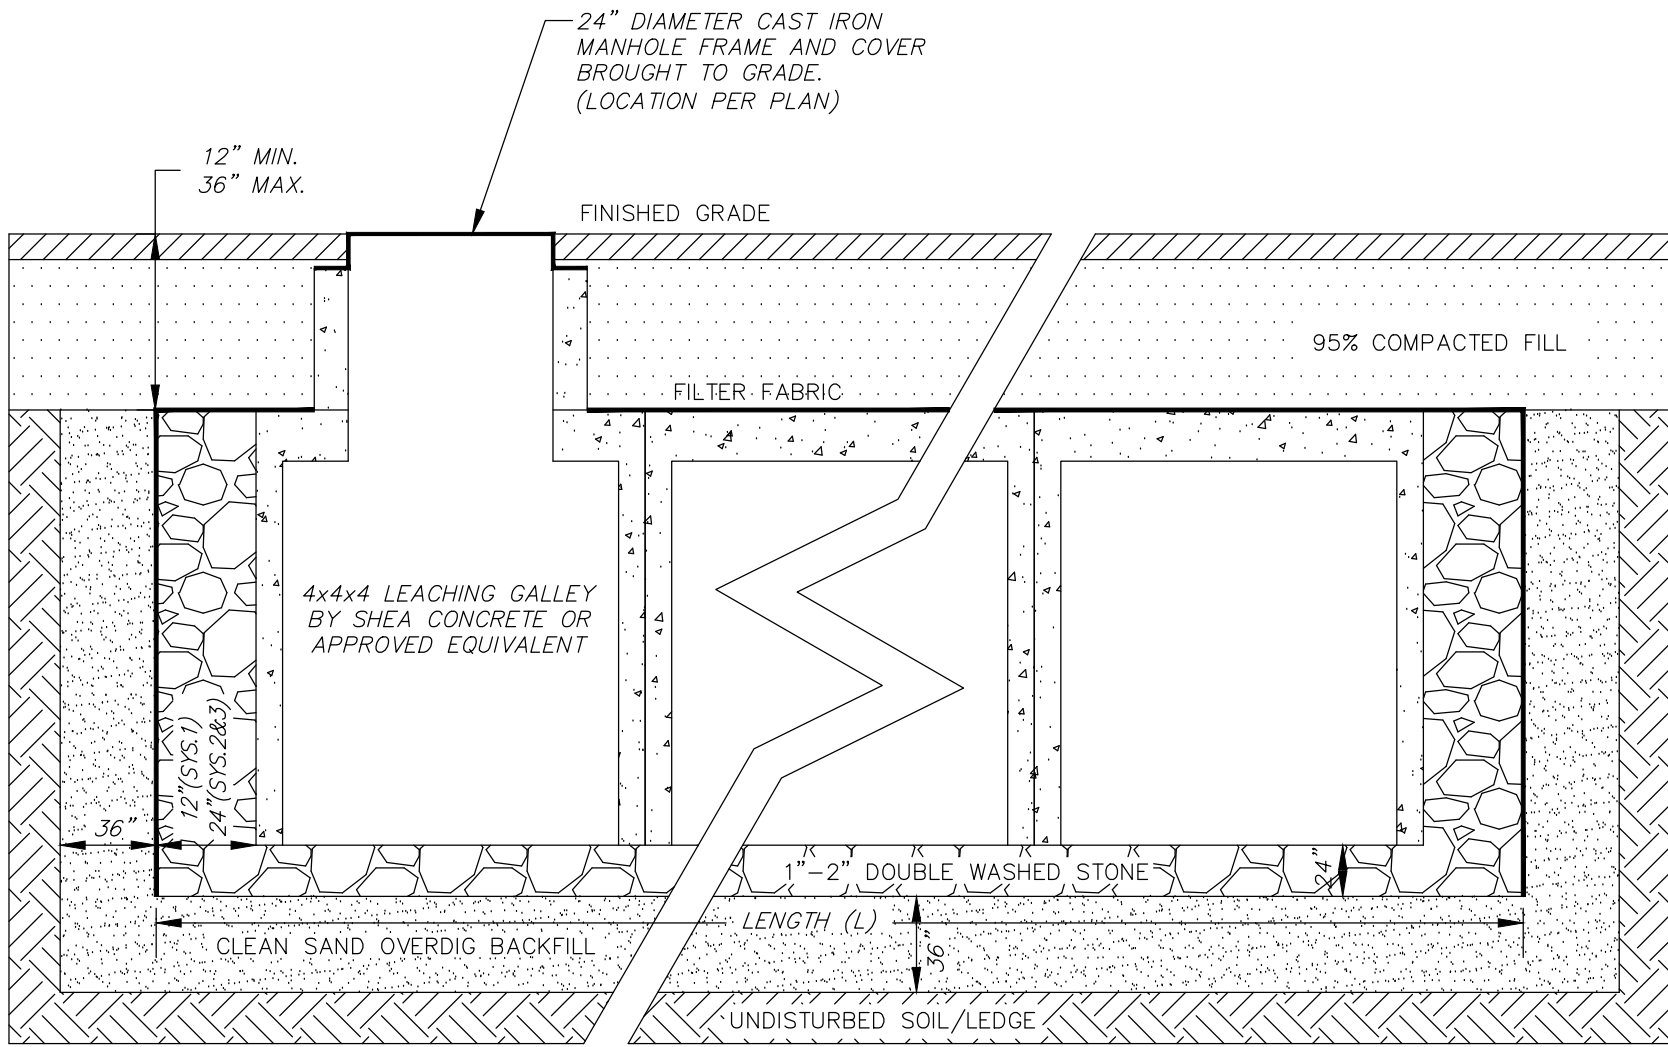 24" DIAMETER CAST IRON
MANHOLE FRAME AND COVER
BROUGHT TO GRADE.
(LOCATION PER PLAN)
12" MIN.
36" MAX.
FINISHED GRADE
95% COMPACTED FILL
FILTER FABRIC
4x4x4 LEACHING GALLEY
BY SHEA CONCRETE OR
APPROVED EQUIVALENT
12"(SYS.1)
24"(SYS.2&3)
36"
1"-2" DOUBLE WASHED STONE
24"
LENGTH (L)
CLEAN SAND OVERDIG BACKFILL
36"
UNDISTURBED SOIL/LEDGE